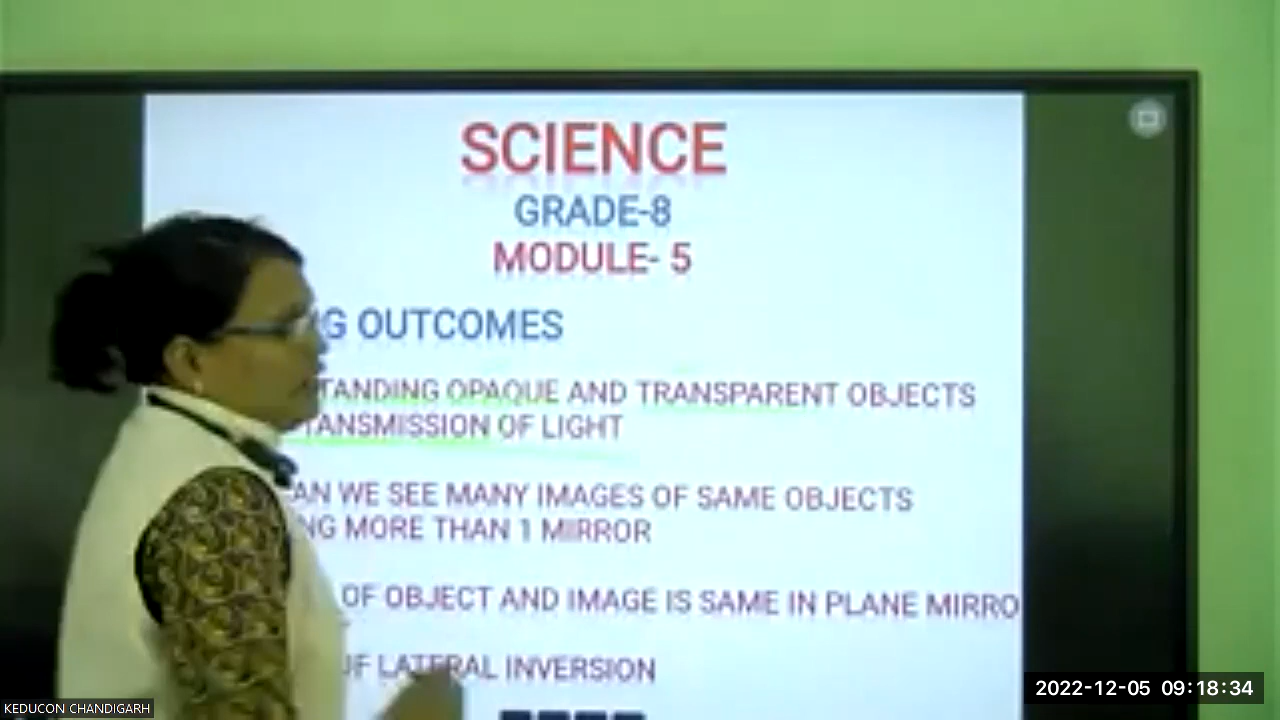 SCIENCE
GRADE-8
MODULE- 5
G OUTCOMES
TANDING OPAQUE AND TRANSPARENT OBJECTS
TANSMISSION OF LIGHT
AN WE SEE MANY IMAGES OF SAME OBJECTS
NG MORE THAN 1 MIRROR
OF OBJECT AND IMAGE IS SAME IN PLANE MIRRO
OF LATERAL INVERSION
2022-12-05 09:18:34
KEDUCON CHANDIGARH